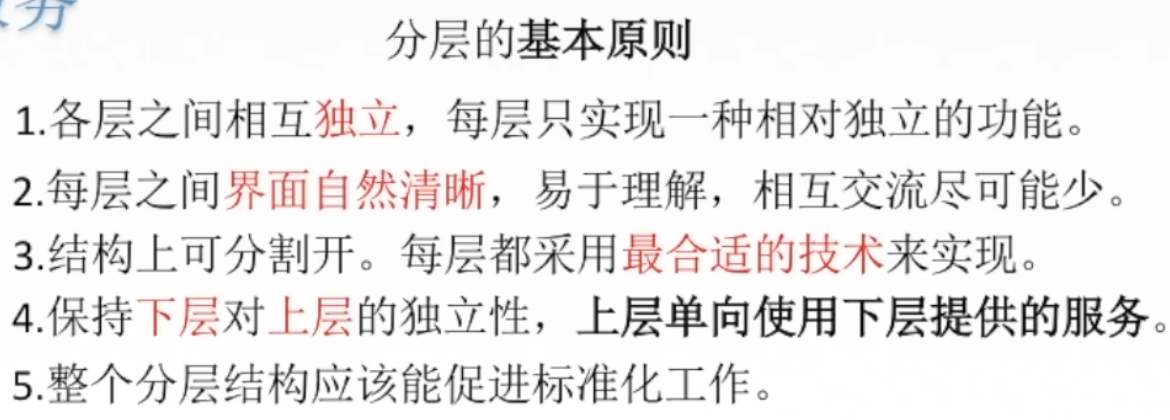 务
分层的基本原则
1.各层之间相互独立，每层只实现一种相对独立的功能。
2.每层之间界面自然清晰，易于理解，相互交流尽可能少。
3.结构上可分割开。每层都采用最合适的技术来实现。
4.保持下层对上层的独立性，上层单向使用下层提供的服务。
5.整个分层结构应该能促进标准化工作。